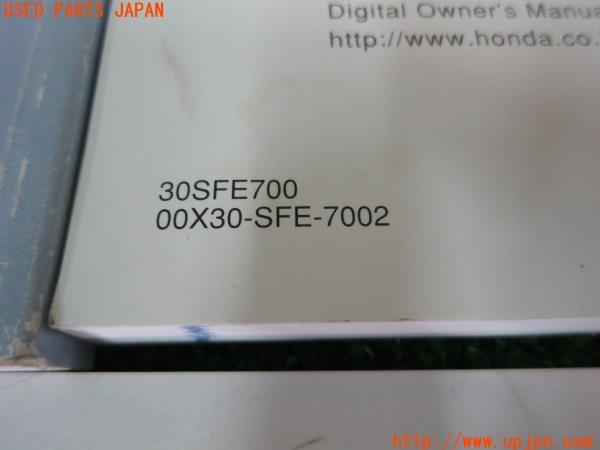 USED PARTS JAPAN
Digital Owner's Manua
http://www.honda.co.
30SFE700
00X30-SFE-7002
http://www.upjpn.com